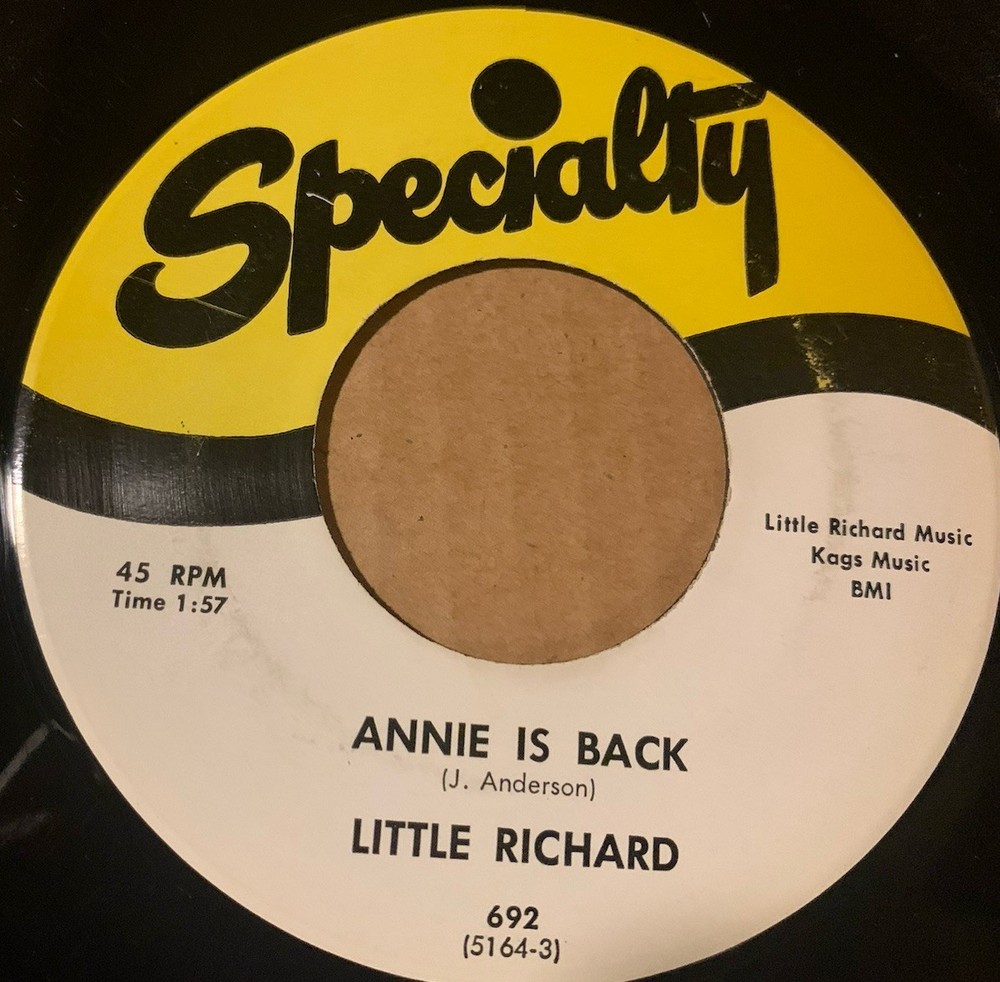 Specialty
Little Richard Music
Kags Music
BMI
45 RPM
Time 1:57
ANNIE IS BACK
(J. Anderson)
LITTLE RICHARD
692
(5164-3)